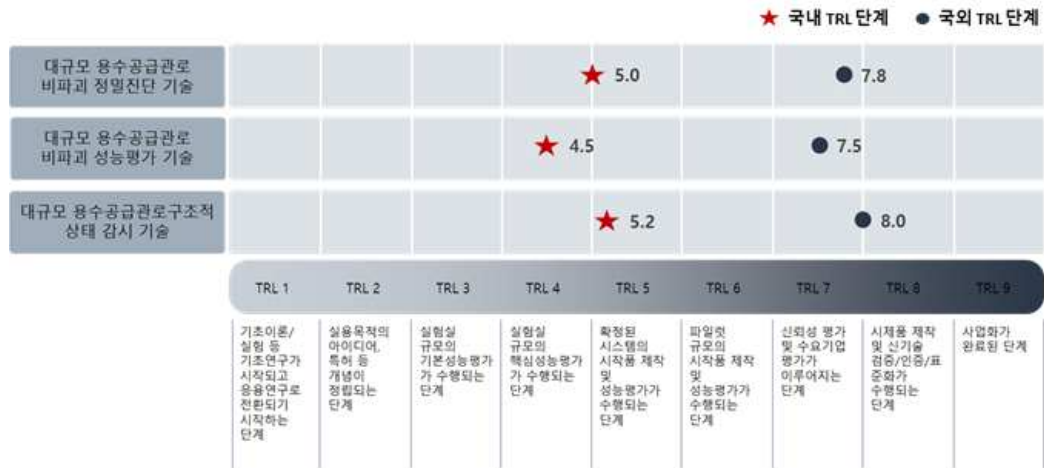 ★ 국내 TRL 단계 ● 국외 TRL 단계
대규모 용수공급관로
비파괴 정밀진단 기술
5.0
7.8
대규모 용수공급관로
비파괴 성능평가 기술
4.5
7.5
대규모 용수공급관로구조적
상태 감시 기술
5.2
8.0
TRL 1
TRL 2
TRL 3
TRL 4
TRL 5
TRL 6
TRL 7
TRL 8
TRL 9
기초이론/
실험 등
기초연구가
시작되고
응용연구로
전환되기
시작하는
단계
실용목적의
아이디어,
특허 등
개념이
정립되는
단계
실험실
규모의
기본성능평가
가 수행되는
단계
실험실
규모의
핵심성능평가
가 수행되는
단계
확정된
시스템의
시작품 제작
및
성능평가가
수행되는
단계
파일럿
규모의
시작품 제작
및
성능평가가
수행되는
단계
신뢰성 평가
및 수요기업
평가가
이루어지는
단계
시제품 제작
및 신기술
검증/인증/표
준화가
수행되는
단계
사업화가
완료된 단계